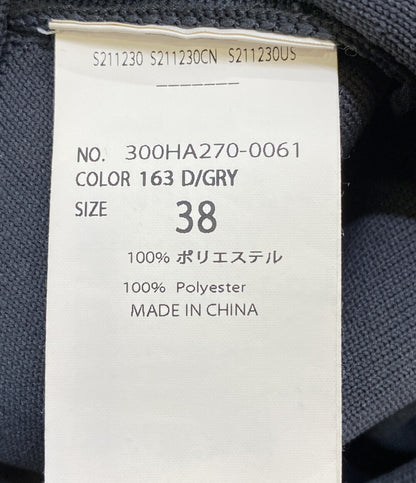 S211230 S211230CN S211230US
-------
NO. 300HA270-0061
COLOR 163 D/GRY
SIZE 38
100% ポリエステル
100% Polyester
MADE IN CHINA